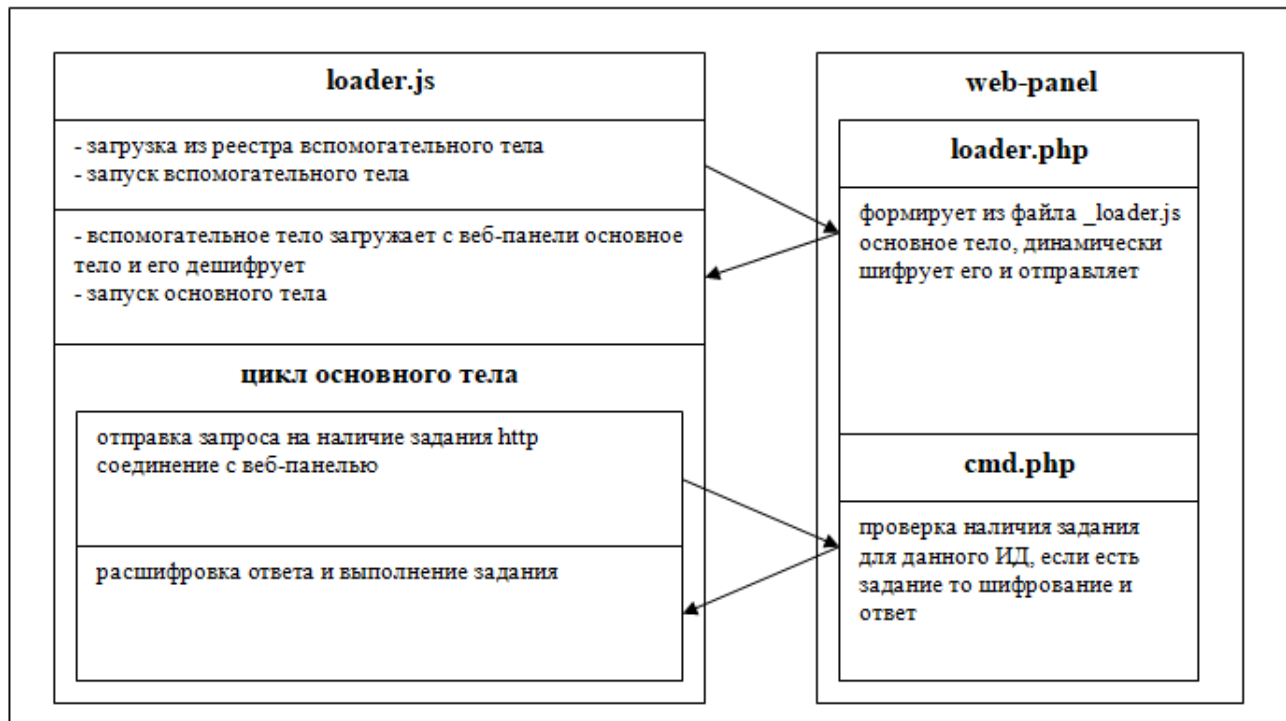 loader.js
- загрузка из реестра вспомогательного тела
- запуск вспомогательного тела
- вспомогательное тело загружает с веб-панели основное
тело и его дешифрует
- запуск основного тела
цикл основного тела
отправка запроса на наличие задания http
соединение с веб-панелью
расшифровка ответа и выполнение задания
web-panel
loader.php
формирует из файла _loader.js
основное тело, динамически
шифрует его и отправляет
cmd.php
проверка наличия задания
для данного ИД, если есть
задание то шифрование и
ответ